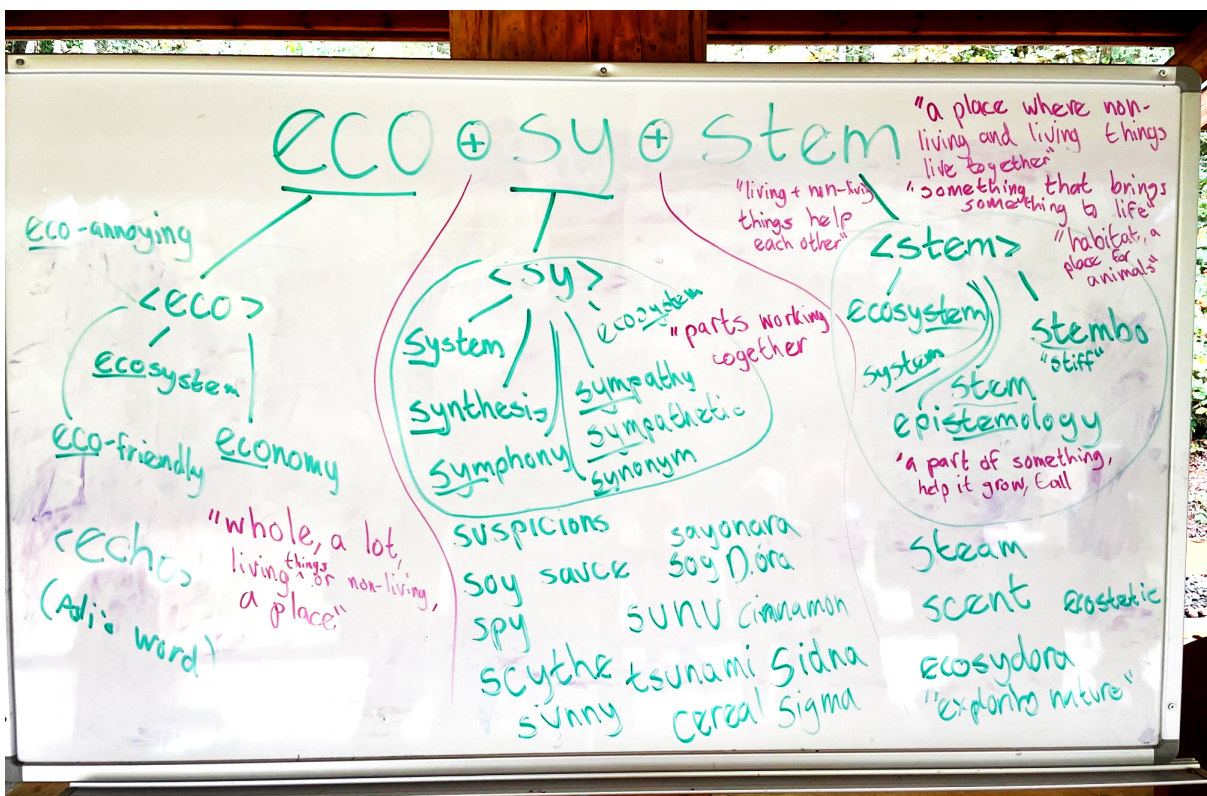 eco + sy + stem
"a place where non-
living and living things
live together"
"something that brings
something to life"
"habitat, a
place for
animals"
"living + non-living
things help
each other"
eco-annoying
<eco>
ecosystem
eco-friendly
economy
<echo>
(Adi's word)
"whole, a lot,
living things or non-living,
a place"
<sy>
system
ecosystem
synthesis
symphony
sympathy
sympathetic
synonym
"parts working
together
suspicions
soy sauce
spy
scythe
sunny
sayonara
soy D.óra
sunu cinnamon
tsunami Sidna
cereal Sigma
<stem>
ecosystem
system
stembo
"stiff"
stem
epistemology
"a part of something,
help it grow, tall
steam
scent
ecostetic
ecosydora
"exploring nature"